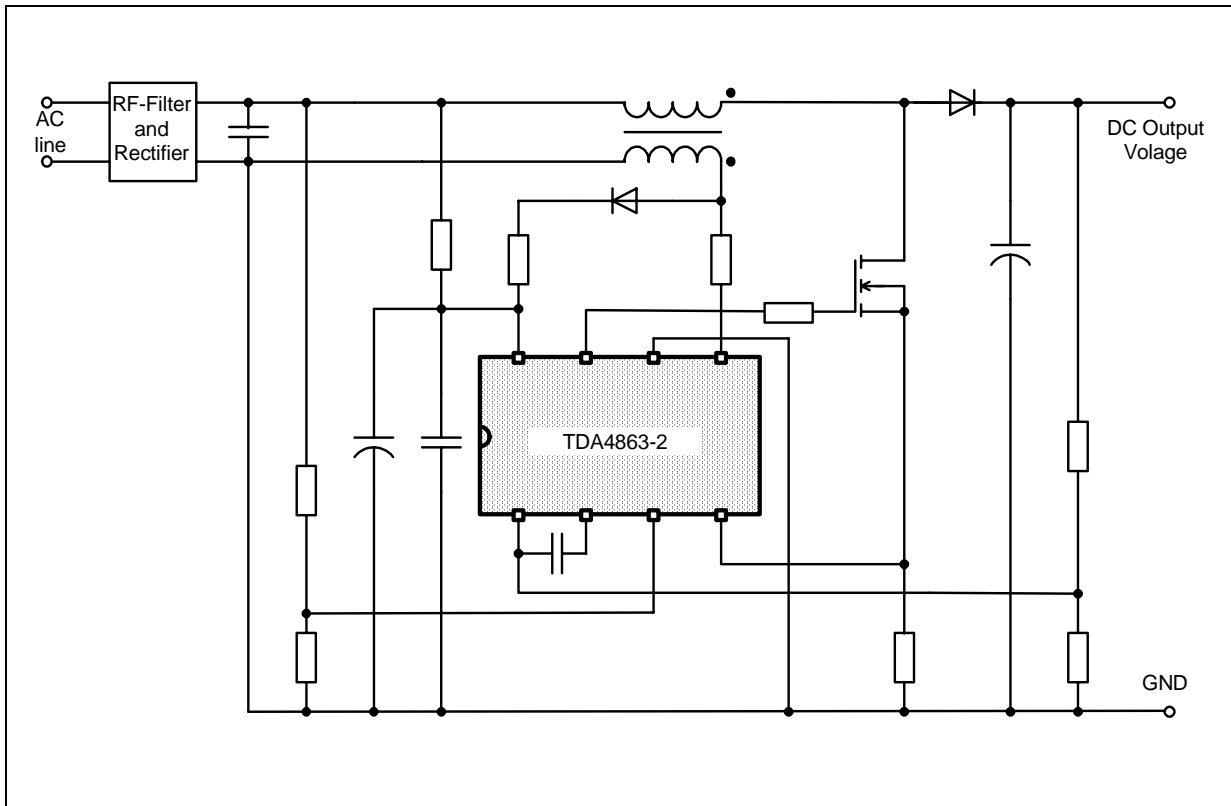 AC
line
RF-Filter
and
Rectifier
DC Output
Volage
TDA4863-2
GND